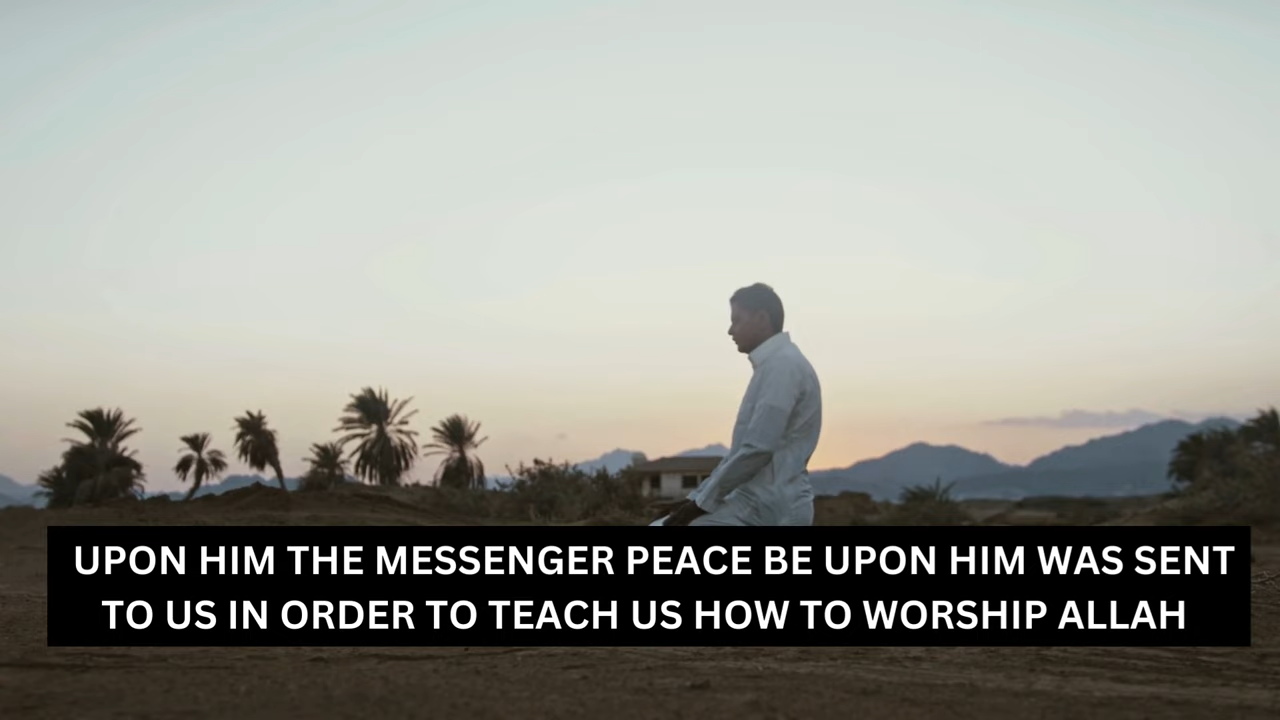 UPON HIM THE MESSENGER PEACE BE UPON HIM WAS SENT
TO US IN ORDER TO TEACH US HOW TO WORSHIP ALLAH